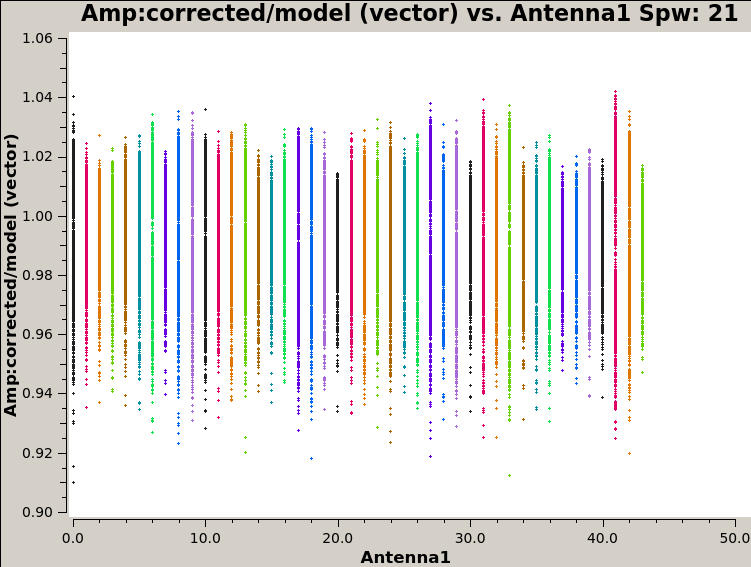 Amp:corrected/model (vector) vs. Antenna1 Spw: 21
Amp:corrected/model (vector)
1.06
1.04
1.02
1.00
0.98
0.96
0.94
0.92
0.90
0.0 10.0 20.0 30.0 40.0 50.0
Antenna1